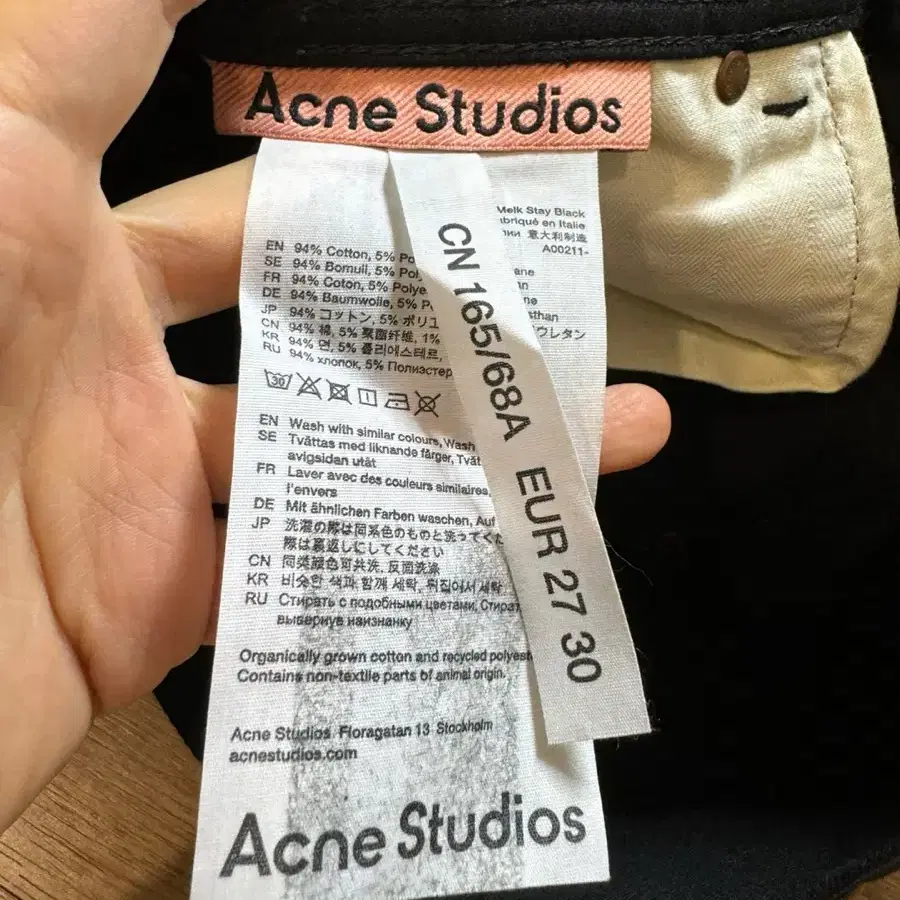 Acne Studios
Melk Stay Black
briqué en Italie
意大利制造
A00211-
EN 94% Cotton, 5% Po
SE 94% Bomull, 5% Pol
FR 94% Coton, 5% Polye
DE 94% Baumwolle, 5% P
JP 94% コットン, 5% ポリエ
CN 94% 棉, 5% 聚酯纤维, 1%
KR 94% 면, 5% 폴리에스테르,
RU 94% хлопок, 5% Полиэстер
ウレタン
30
EN Wash with similar colours, Wash
SE Tvättas med liknande färger, Tvät
avigsidan utåt
FR Laver avec des couleurs similaires,
l'envers
DE Mit ähnlichen Farben waschen, Auf
JP 洗濯の際は同系色のものと洗ってくだ
際は裏返しにしてください
CN 同类颜色可共洗, 反面洗涤
KR 비슷한 색과 함께 세탁, 뒤집어서 세탁
RU Стирать с подобными цветами, Стират
вывернув наизнанку
Organically grown cotton and recycled polyest
Contains non-textile parts of animal origin.
Acne Studios Floragatan 13 Stockholm
acnestudios.com
Acne Studios
CN 165/68A EUR 27 30